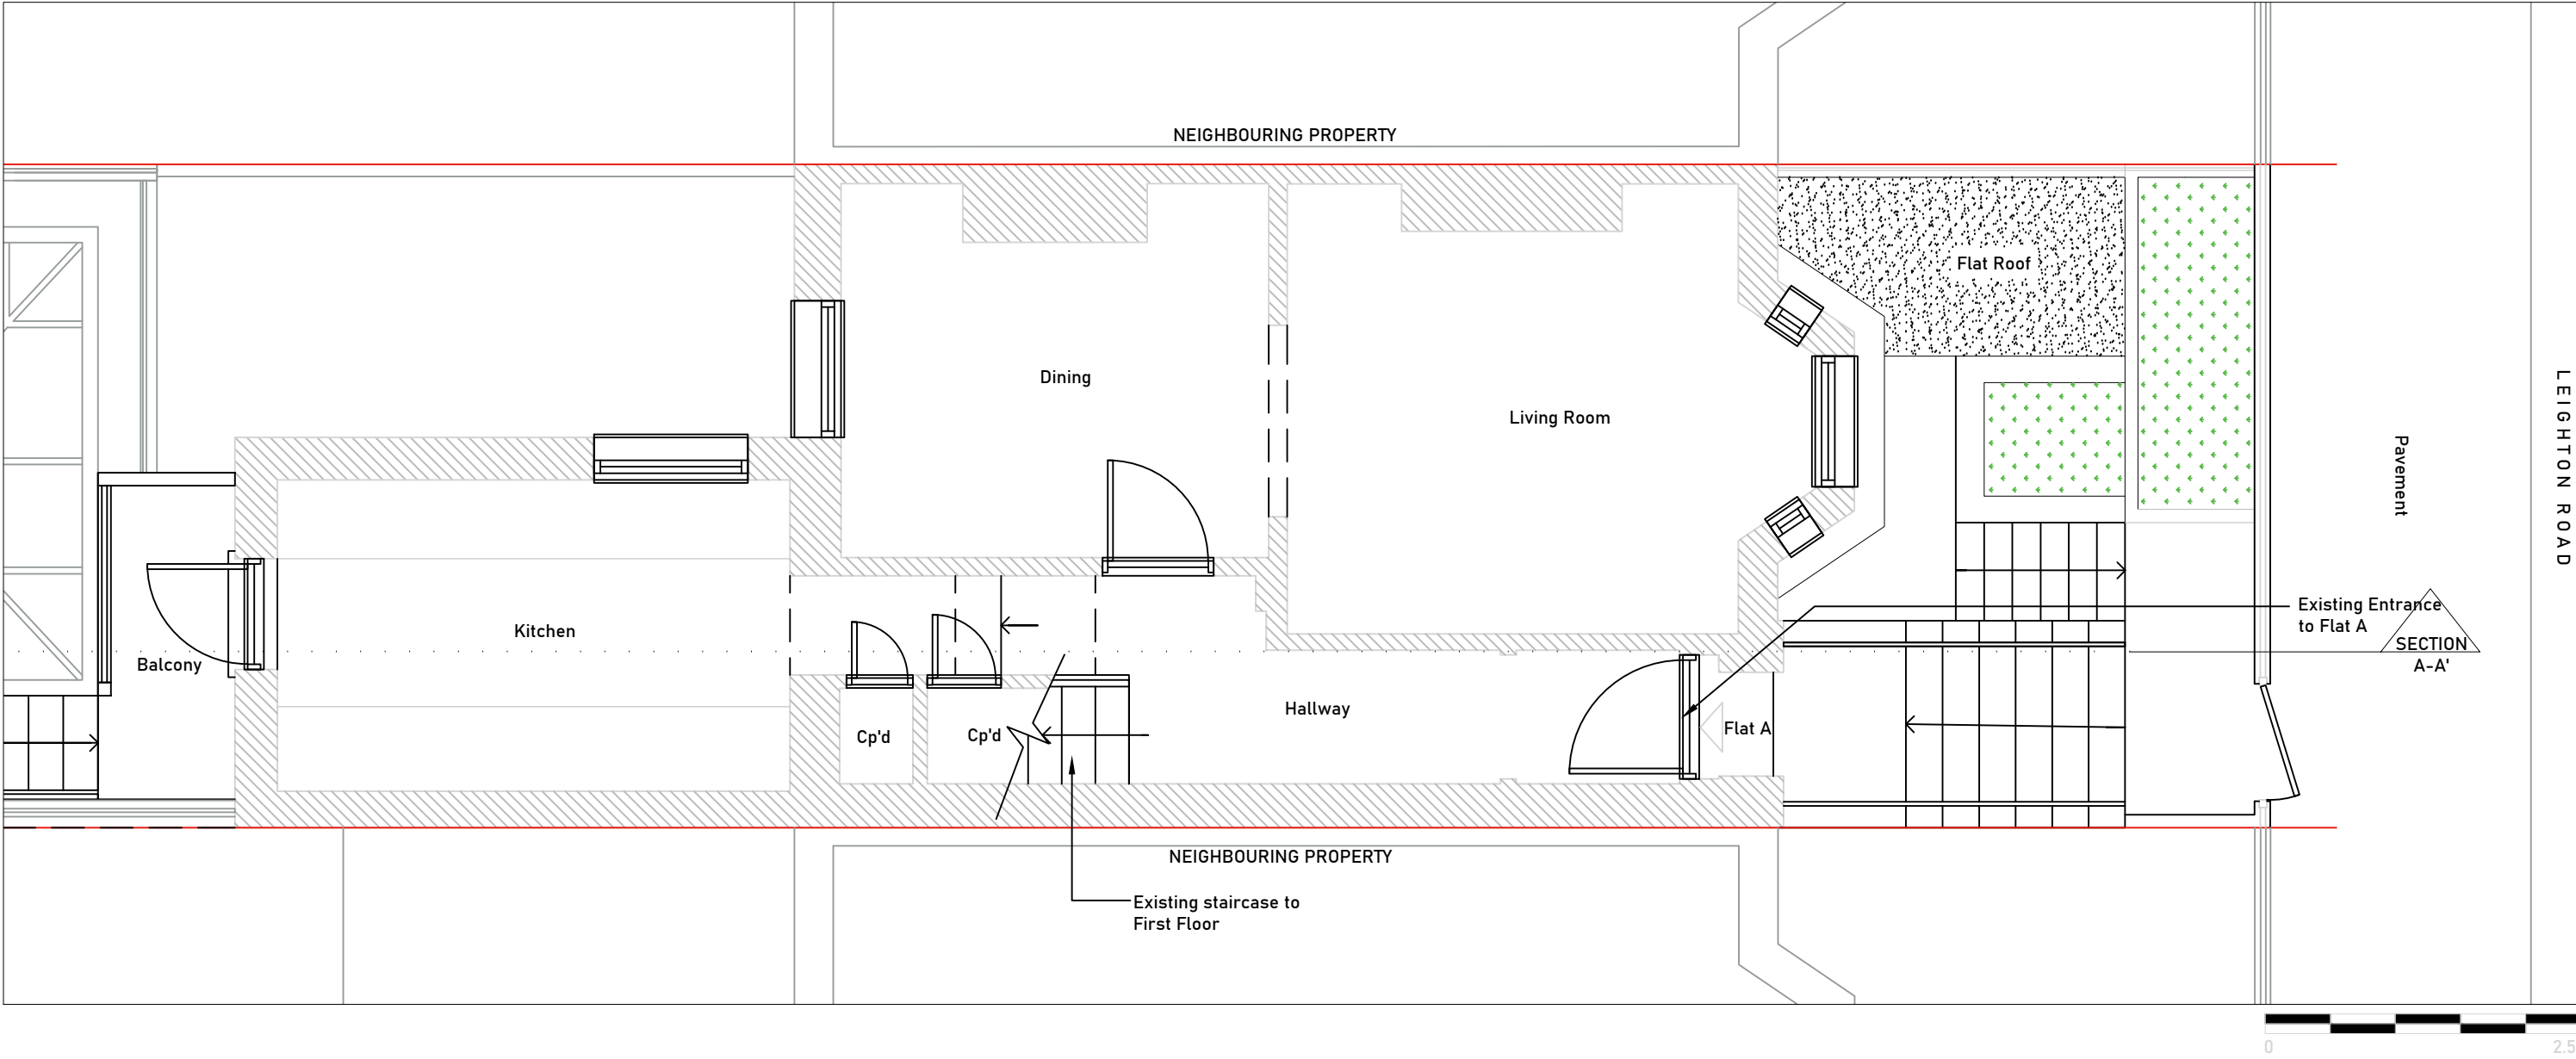 NEIGHBOURING PROPERTY
Flat Roof
Dining
Living Room
Pavement
LEIGHTON ROAD
Kitchen
Balcony
Existing Entrance
to Flat A
SECTION
A-A'
Hallway
Flat A
Cp'd
Cp'd
NEIGHBOURING PROPERTY
Existing staircase to
First Floor
0
2.5